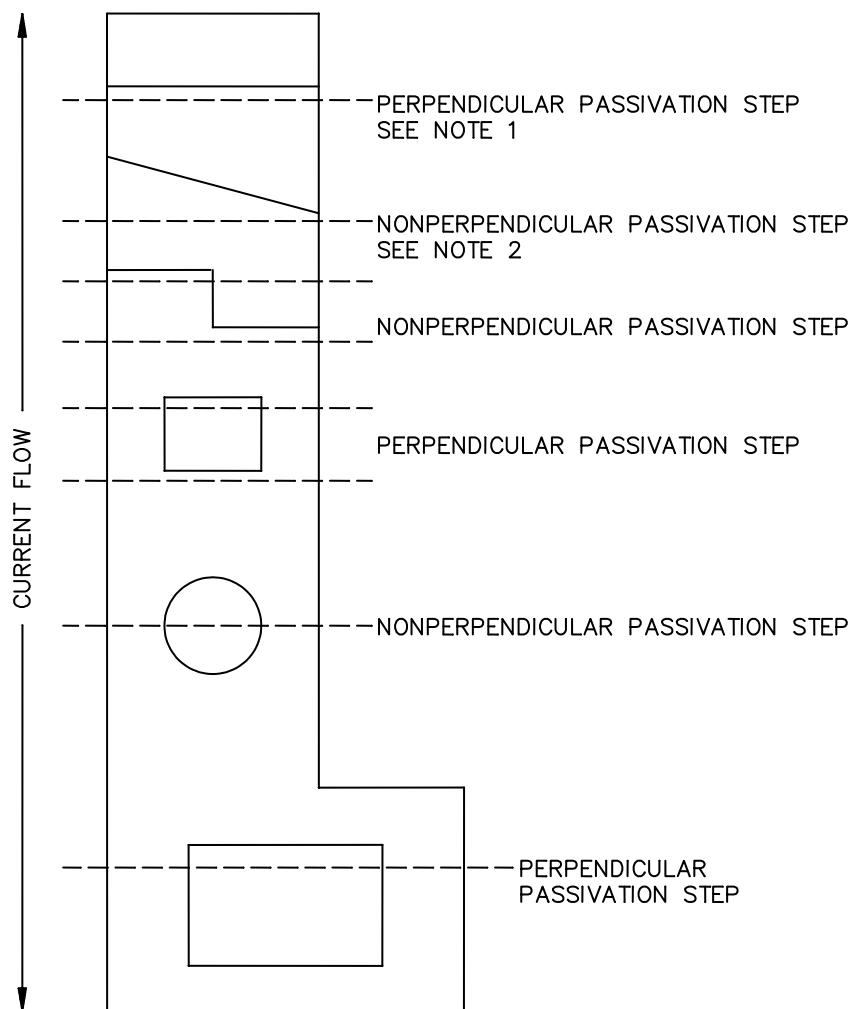 PERPENDICULAR PASSIVATION STEP
SEE NOTE 1
NONPERPENDICULAR PASSIVATION STEP
SEE NOTE 2
NONPERPENDICULAR PASSIVATION STEP
PERPENDICULAR PASSIVATION STEP
CURRENT FLOW
NONPERPENDICULAR PASSIVATION STEP
PERPENDICULAR
PASSIVATION STEP